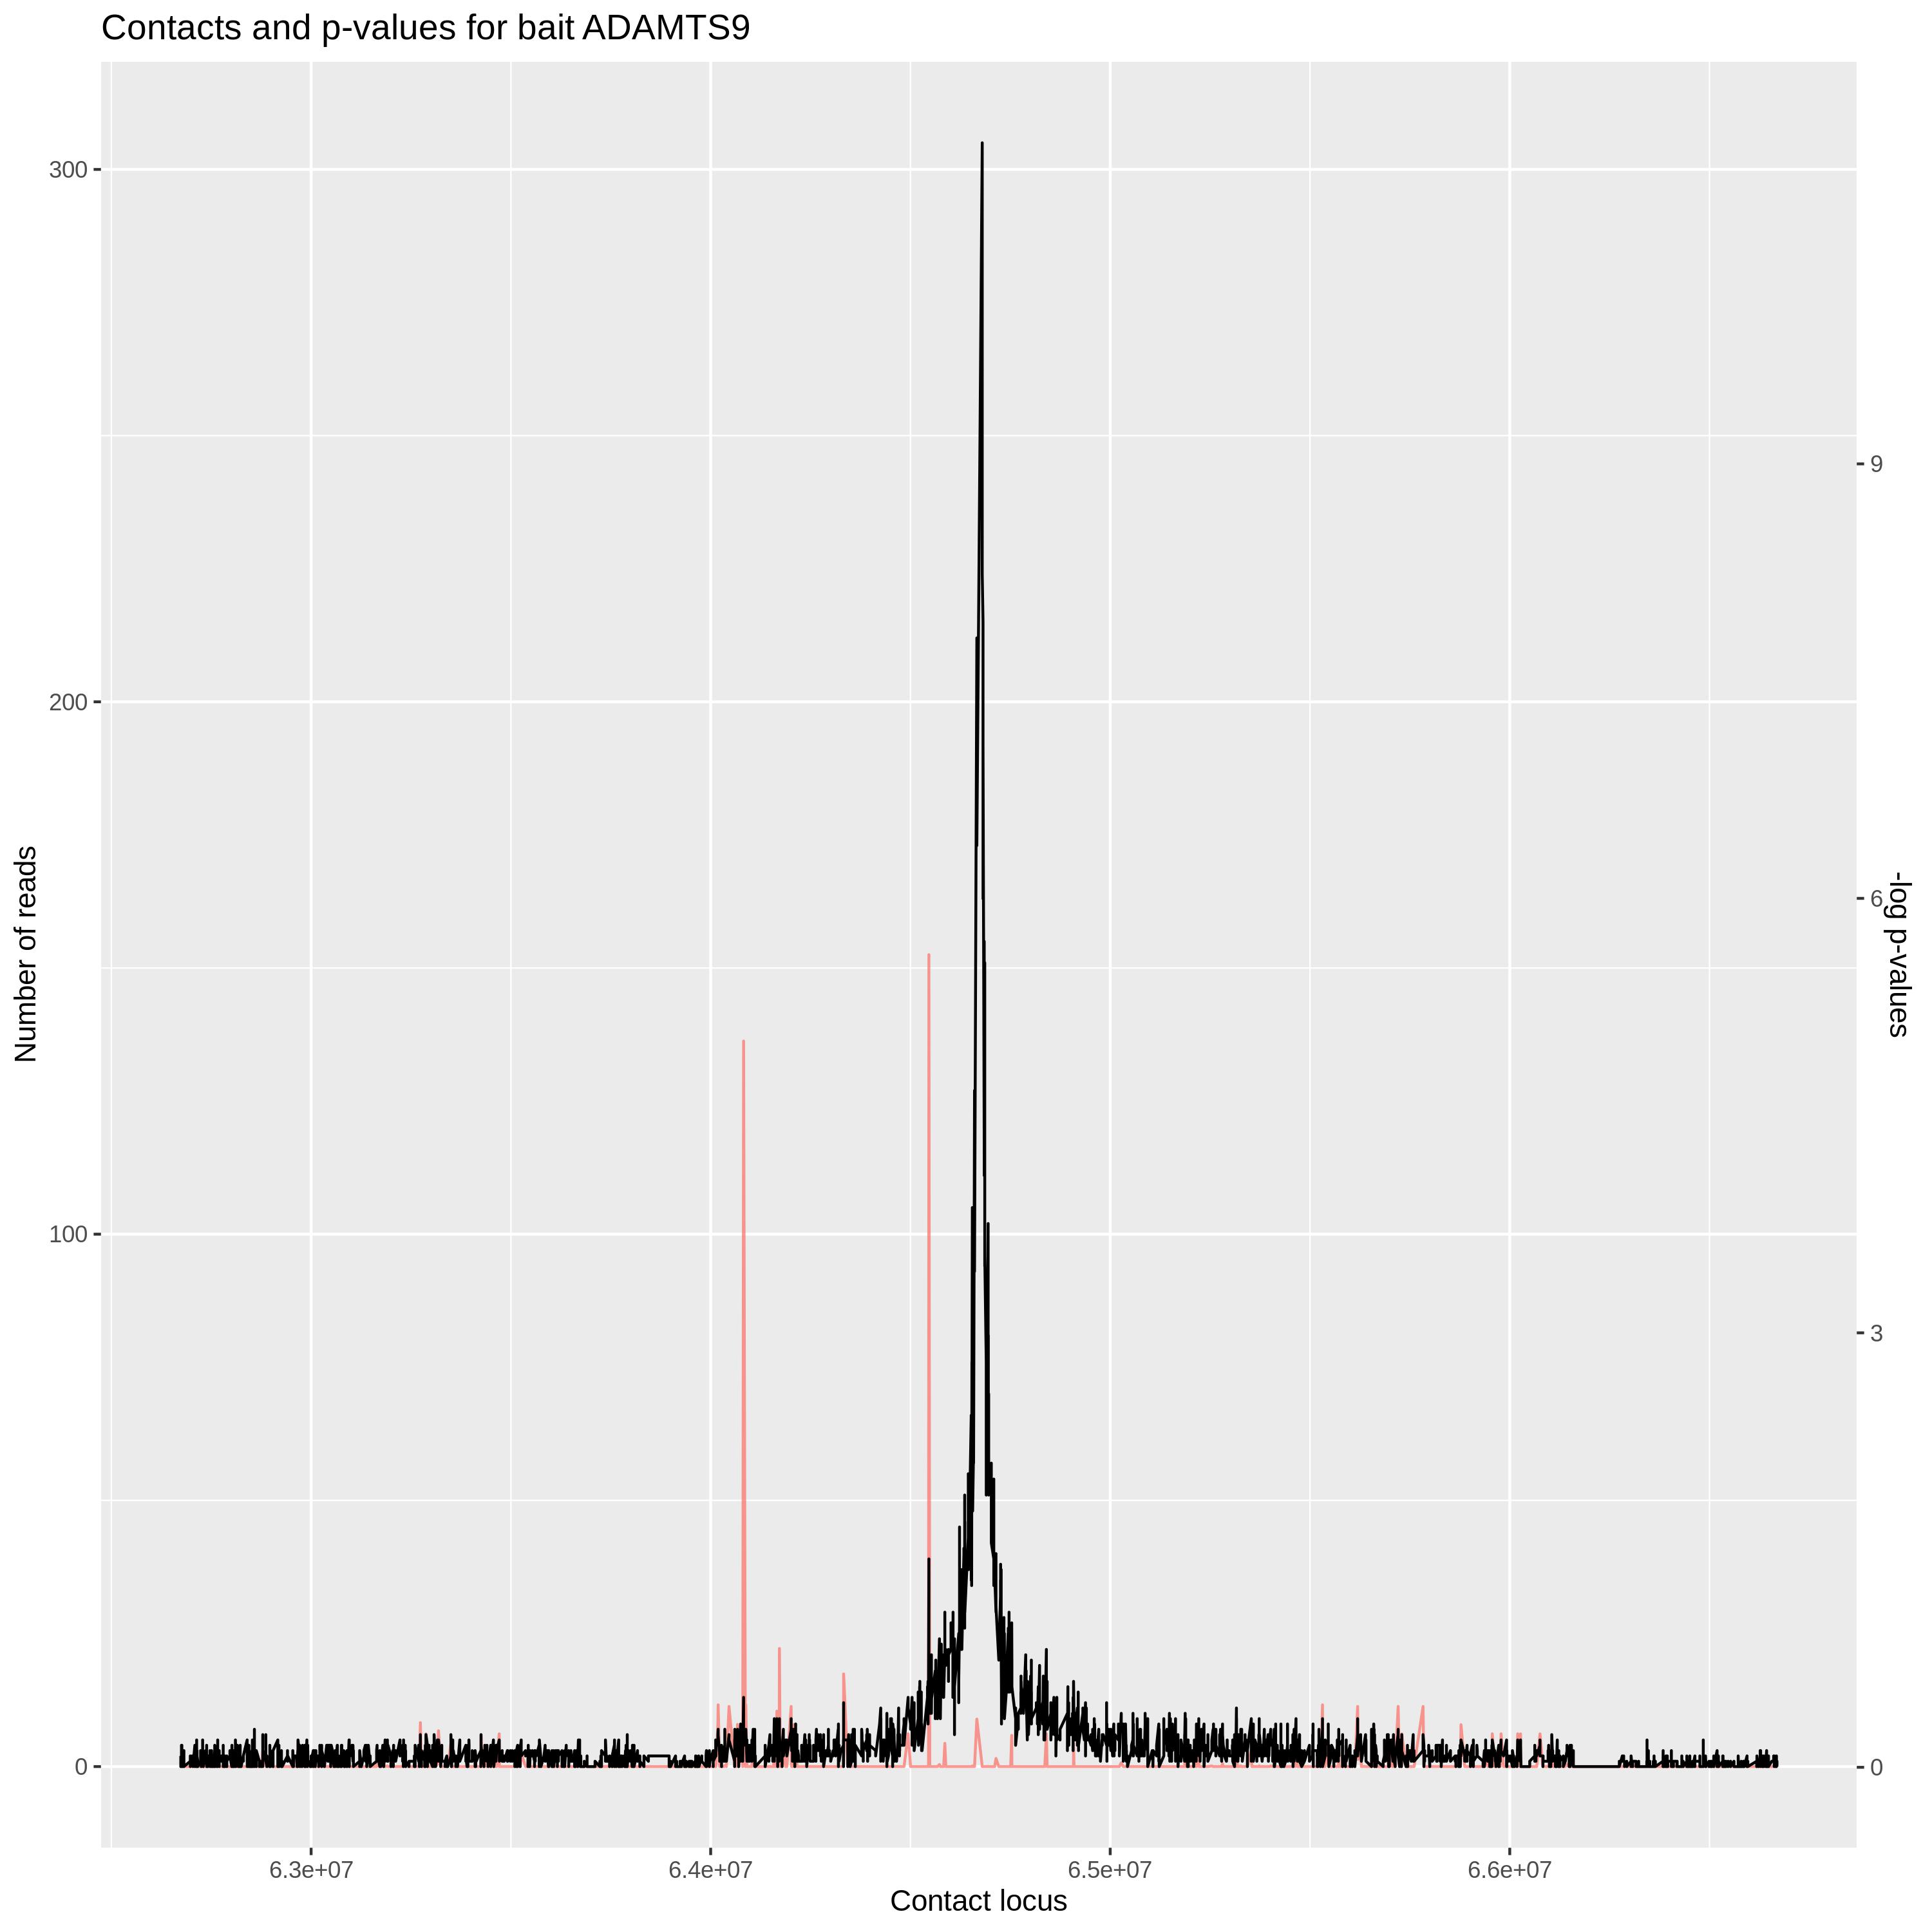 Contacts and p-values for bait ADAMTS9
300
200
100
0
Number of reads
9
6
3
0
-log p-values
6.3e+07
6.4e+07
6.5e+07
6.6e+07
Contact locus